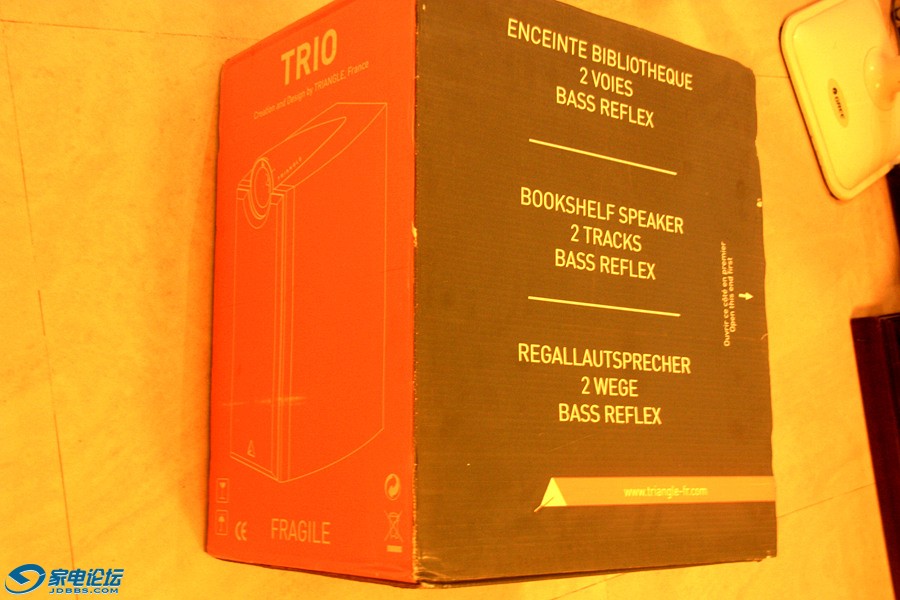 TRIO
Creation and Design by TRIANGLE, France
TRIANGLE
FRAGILE
CE
ENCEINTE BIBLIOTHEQUE
2 VOIES
BASS REFLEX
BOOKSHELF SPEAKER
2 TRACKS
BASS REFLEX
REGALLAUTSPRECHER
2 WEGE
BASS REFLEX
Ouvrir ce côté en premier
Open this end first
www.triangle-fr.com
家电论坛
JDBBS.COM